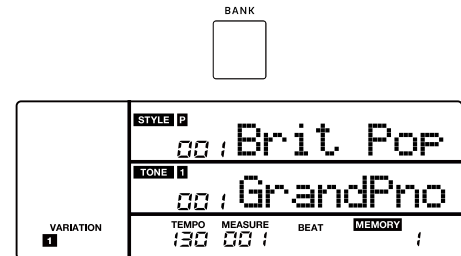 BANK
STYLE P
001 Brit Pop
TONE 1
001 GrandPno
VARIATION TEMPO MEASURE BEAT MEMORY
1 130 001 1